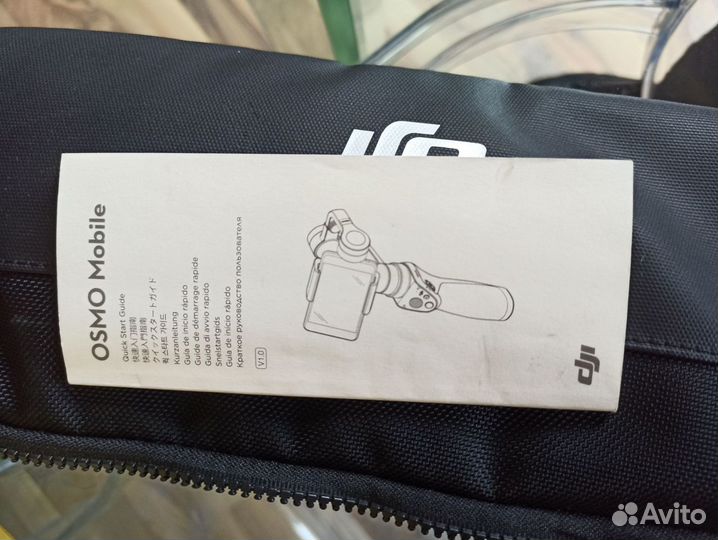 OSMO Mobile
Quick Start Guide
快速入门指南
快速入門指南
クイックスタートガイド
퀵 스타트 가이드
Kurzanleitung
Guía de inicio rápido
Guide de démarrage rapide
Guida di avvio rapido
Snelstartgids
Guia de início rápido
Краткое руководство пользователя
V1.0
dji
Avito